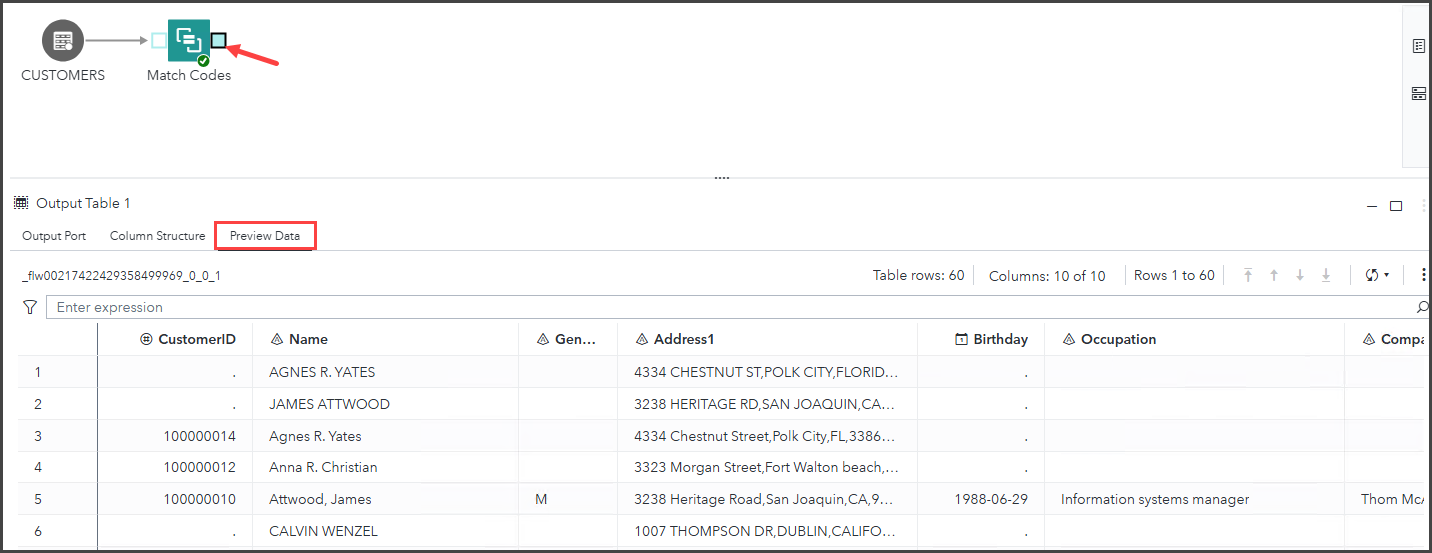 CUSTOMERS
Match Codes
Output Table 1
Output Port Column Structure Preview Data
_flw00217422429358499969_0_0_1
Table rows: 60 Columns: 10 of 10 Rows 1 to 60
Enter expression
CustomerID Name Gen... Address1 Birthday Occupation Compa
1 . AGNES R. YATES 4334 CHESTNUT ST,POLK CITY,FLORID... .
2 . JAMES ATTWOOD 3238 HERITAGE RD,SAN JOAQUIN,CA... .
3 100000014 Agnes R. Yates 4334 Chestnut Street,Polk City,FL,3386... .
4 100000012 Anna R. Christian 3323 Morgan Street,Fort Walton beach,... .
5 100000010 Attwood, James M 3238 Heritage Road,San Joaquin,CA,9... 1988-06-29 Information systems manager Thom McA
6 . CALVIN WENZEL 1007 THOMPSON DR,DUBLIN,CALIFO... .